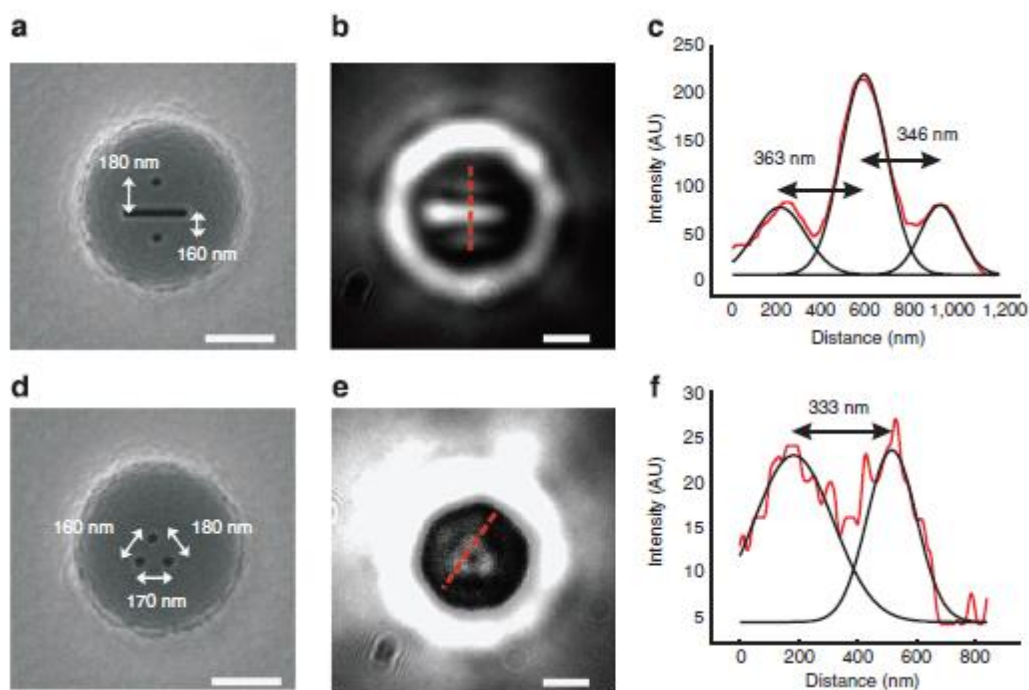 a
180 nm
160 nm
b
c
Intensity (AU)
250
200
150
100
50
0
363 nm
346 nm
0 200 400 600 800 1,000 1,200
Distance (nm)
d
160 nm
180 nm
170 nm
e
f
Intensity (AU)
30
25
20
15
10
5
333 nm
0 200 400 600 800
Distance (nm)